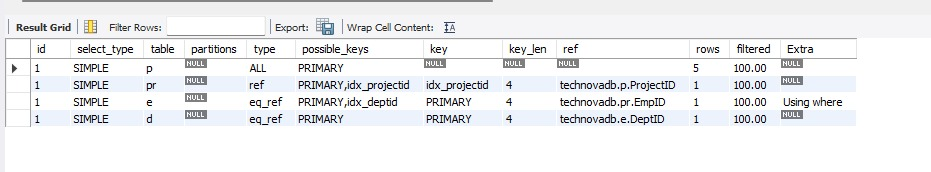 Result Grid Filter Rows: Export: Wrap Cell Content: IA
id select_type table partitions type possible_keys key key_len ref rows filtered Extra
1 SIMPLE p NULL ALL PRIMARY NULL NULL NULL 5 100.00 NULL
1 SIMPLE pr NULL ref PRIMARY,idx_projectid idx_projectid 4 technovadb.p.ProjectID 1 100.00 NULL
1 SIMPLE e NULL eq_ref PRIMARY,idx_deptid PRIMARY 4 technovadb.pr.EmpID 1 100.00 Using where
1 SIMPLE d NULL eq_ref PRIMARY PRIMARY 4 technovadb.e.DeptID 1 100.00 NULL